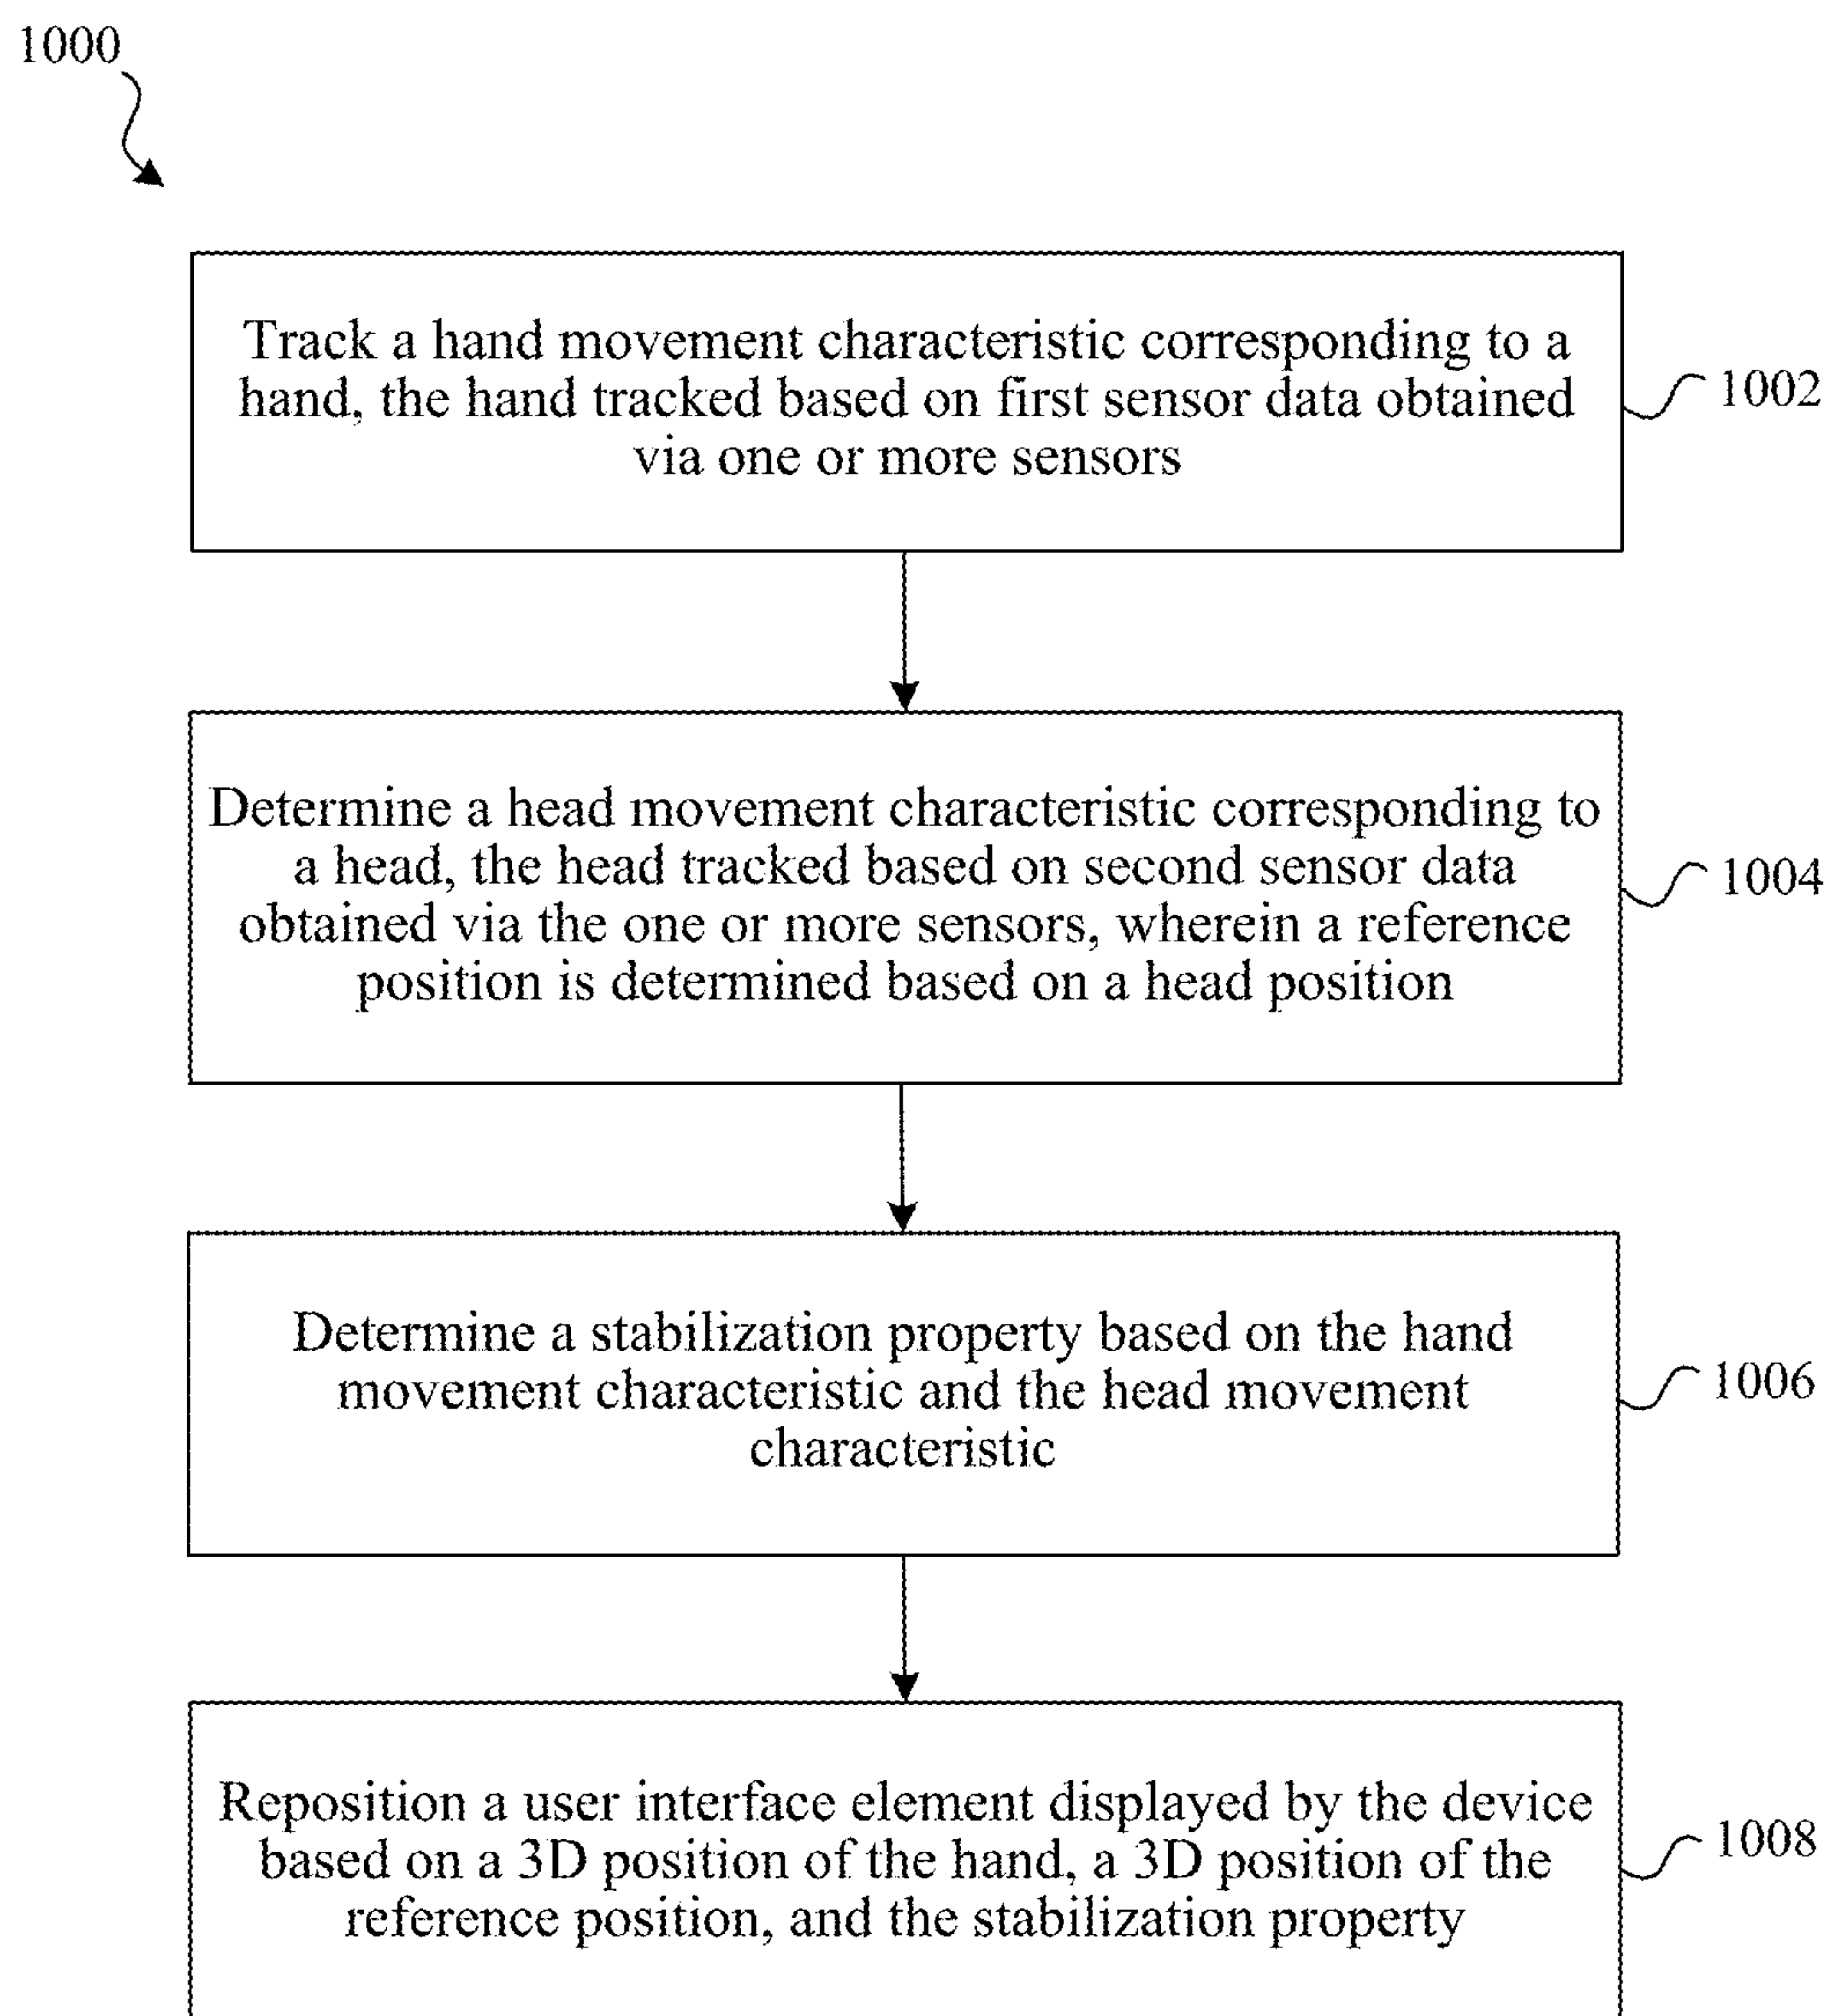 1000
Track a hand movement characteristic corresponding to a
hand, the hand tracked based on first sensor data obtained
via one or more sensors
1002
Determine a head movement characteristic corresponding to
a head, the head tracked based on second sensor data
obtained via the one or more sensors, wherein a reference
position is determined based on a head position
1004
Determine a stabilization property based on the hand
movement characteristic and the head movement
characteristic
1006
Reposition a user interface element displayed by the device
based on a 3D position of the hand, a 3D position of the
reference position, and the stabilization property
1008